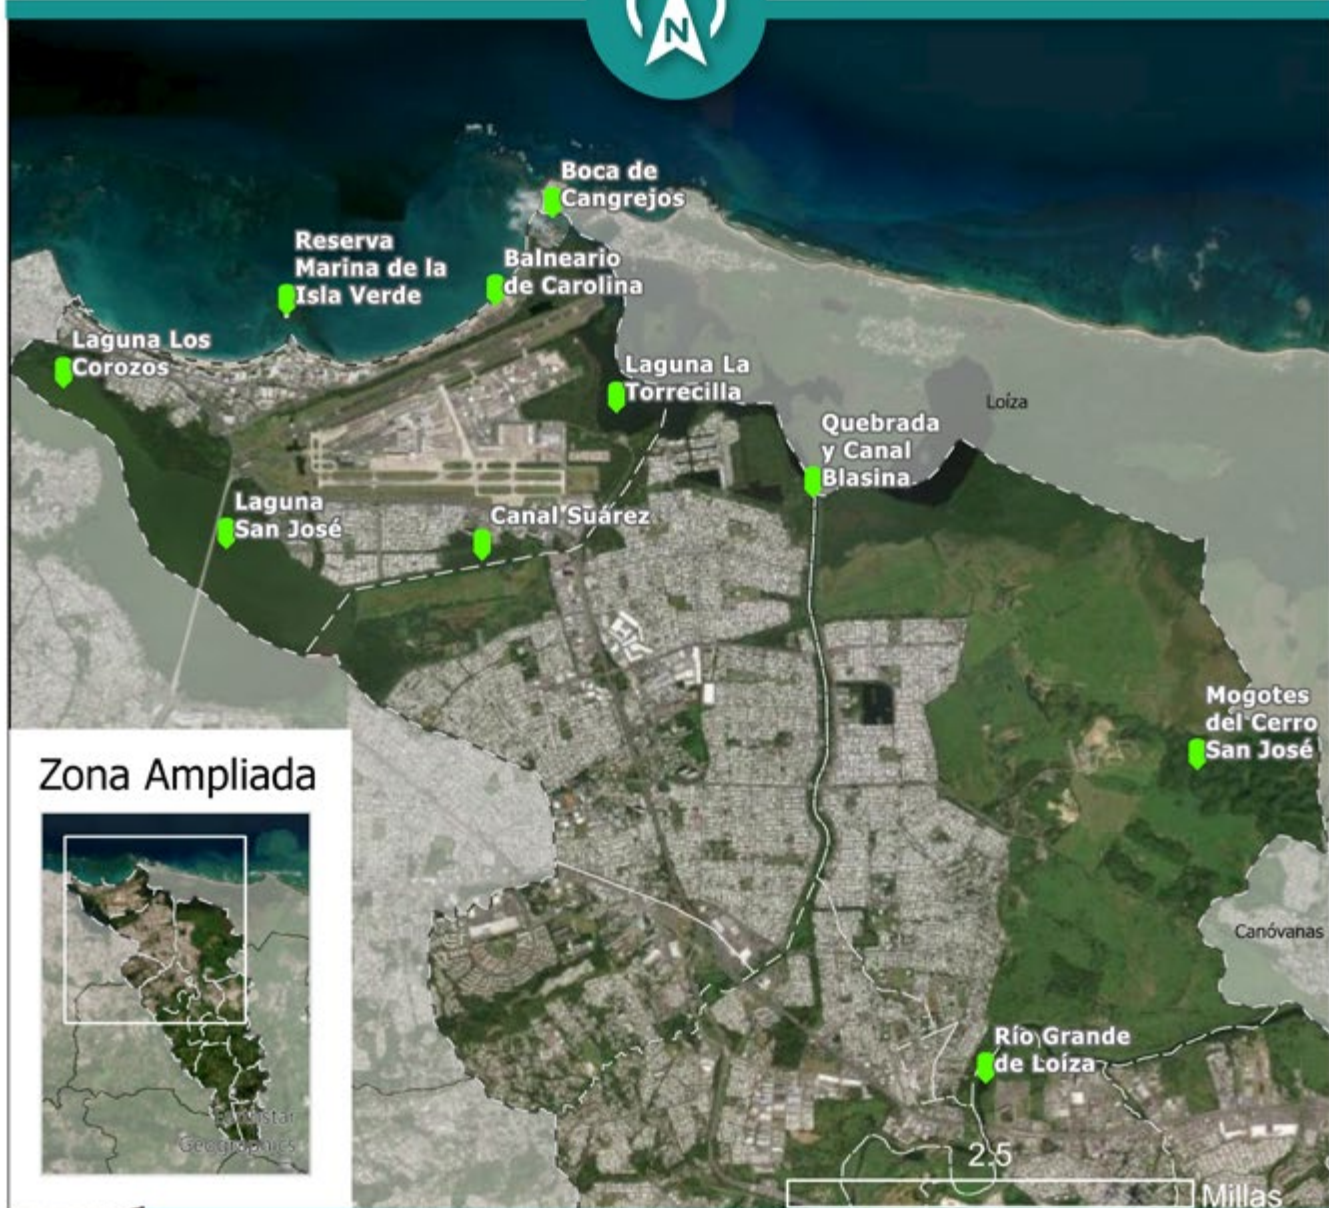 N
Boca de
Cangrejos
Reserva
Marina de la
Isla Verde
Balneario
de Carolina
Laguna Los
Corozos
Laguna La
Torrecilla
Loíza
Quebrada
y Canal
Blasina
Laguna
San José
Canal Suárez
Mogotes
del Cerro
San José
Zona Ampliada
Canóvanas
Río Grande
de Loíza
Geographics
2.5
Millas